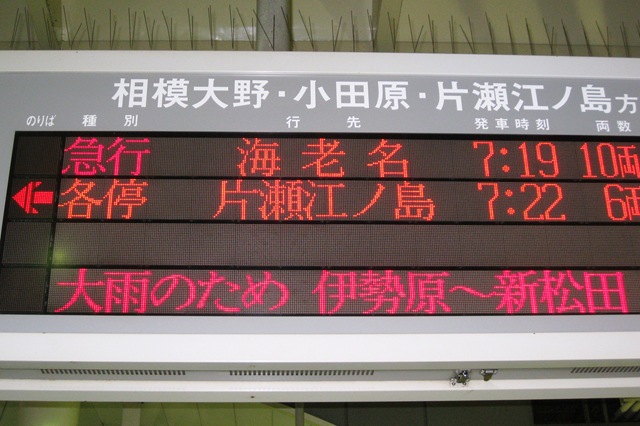 相模大野・小田原・片瀬江ノ島方
のりば 種別 行先 発車時刻 両数
急行 海老名 7:19 10両
各停 片瀬江ノ島 7:22 6両
大雨のため 伊勢原～新松田